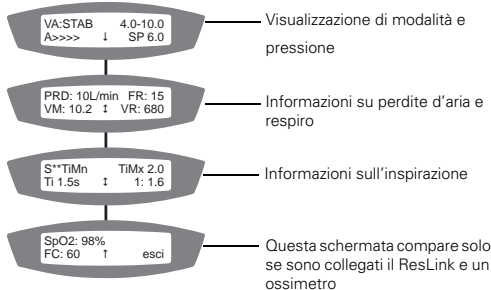 VA:STAB 4.0-10.0
A>>>> ↓ SP 6.0
Visualizzazione di modalità e
pressione
PRD: 10L/min FR: 15
VM: 10.2 ↕ VR: 680
Informazioni su perdite d'aria e
respiro
S**TiMn TiMx 2.0
Ti 1.5s ↕ 1: 1.6
Informazioni sull'inspirazione
SpO2: 98%
FC: 60 ↑ esci
Questa schermata compare solo
se sono collegati il ResLink e un
ossimetro